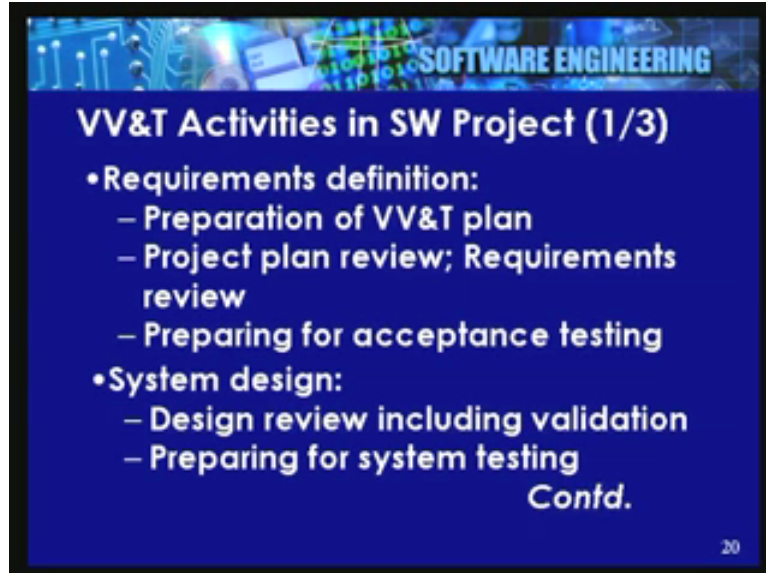 SOFTWARE ENGINEERING
VV&T Activities in SW Project (1/3)
•Requirements definition:
– Preparation of VV&T plan
– Project plan review; Requirements
review
– Preparing for acceptance testing
•System design:
– Design review including validation
– Preparing for system testing
Contd.
20